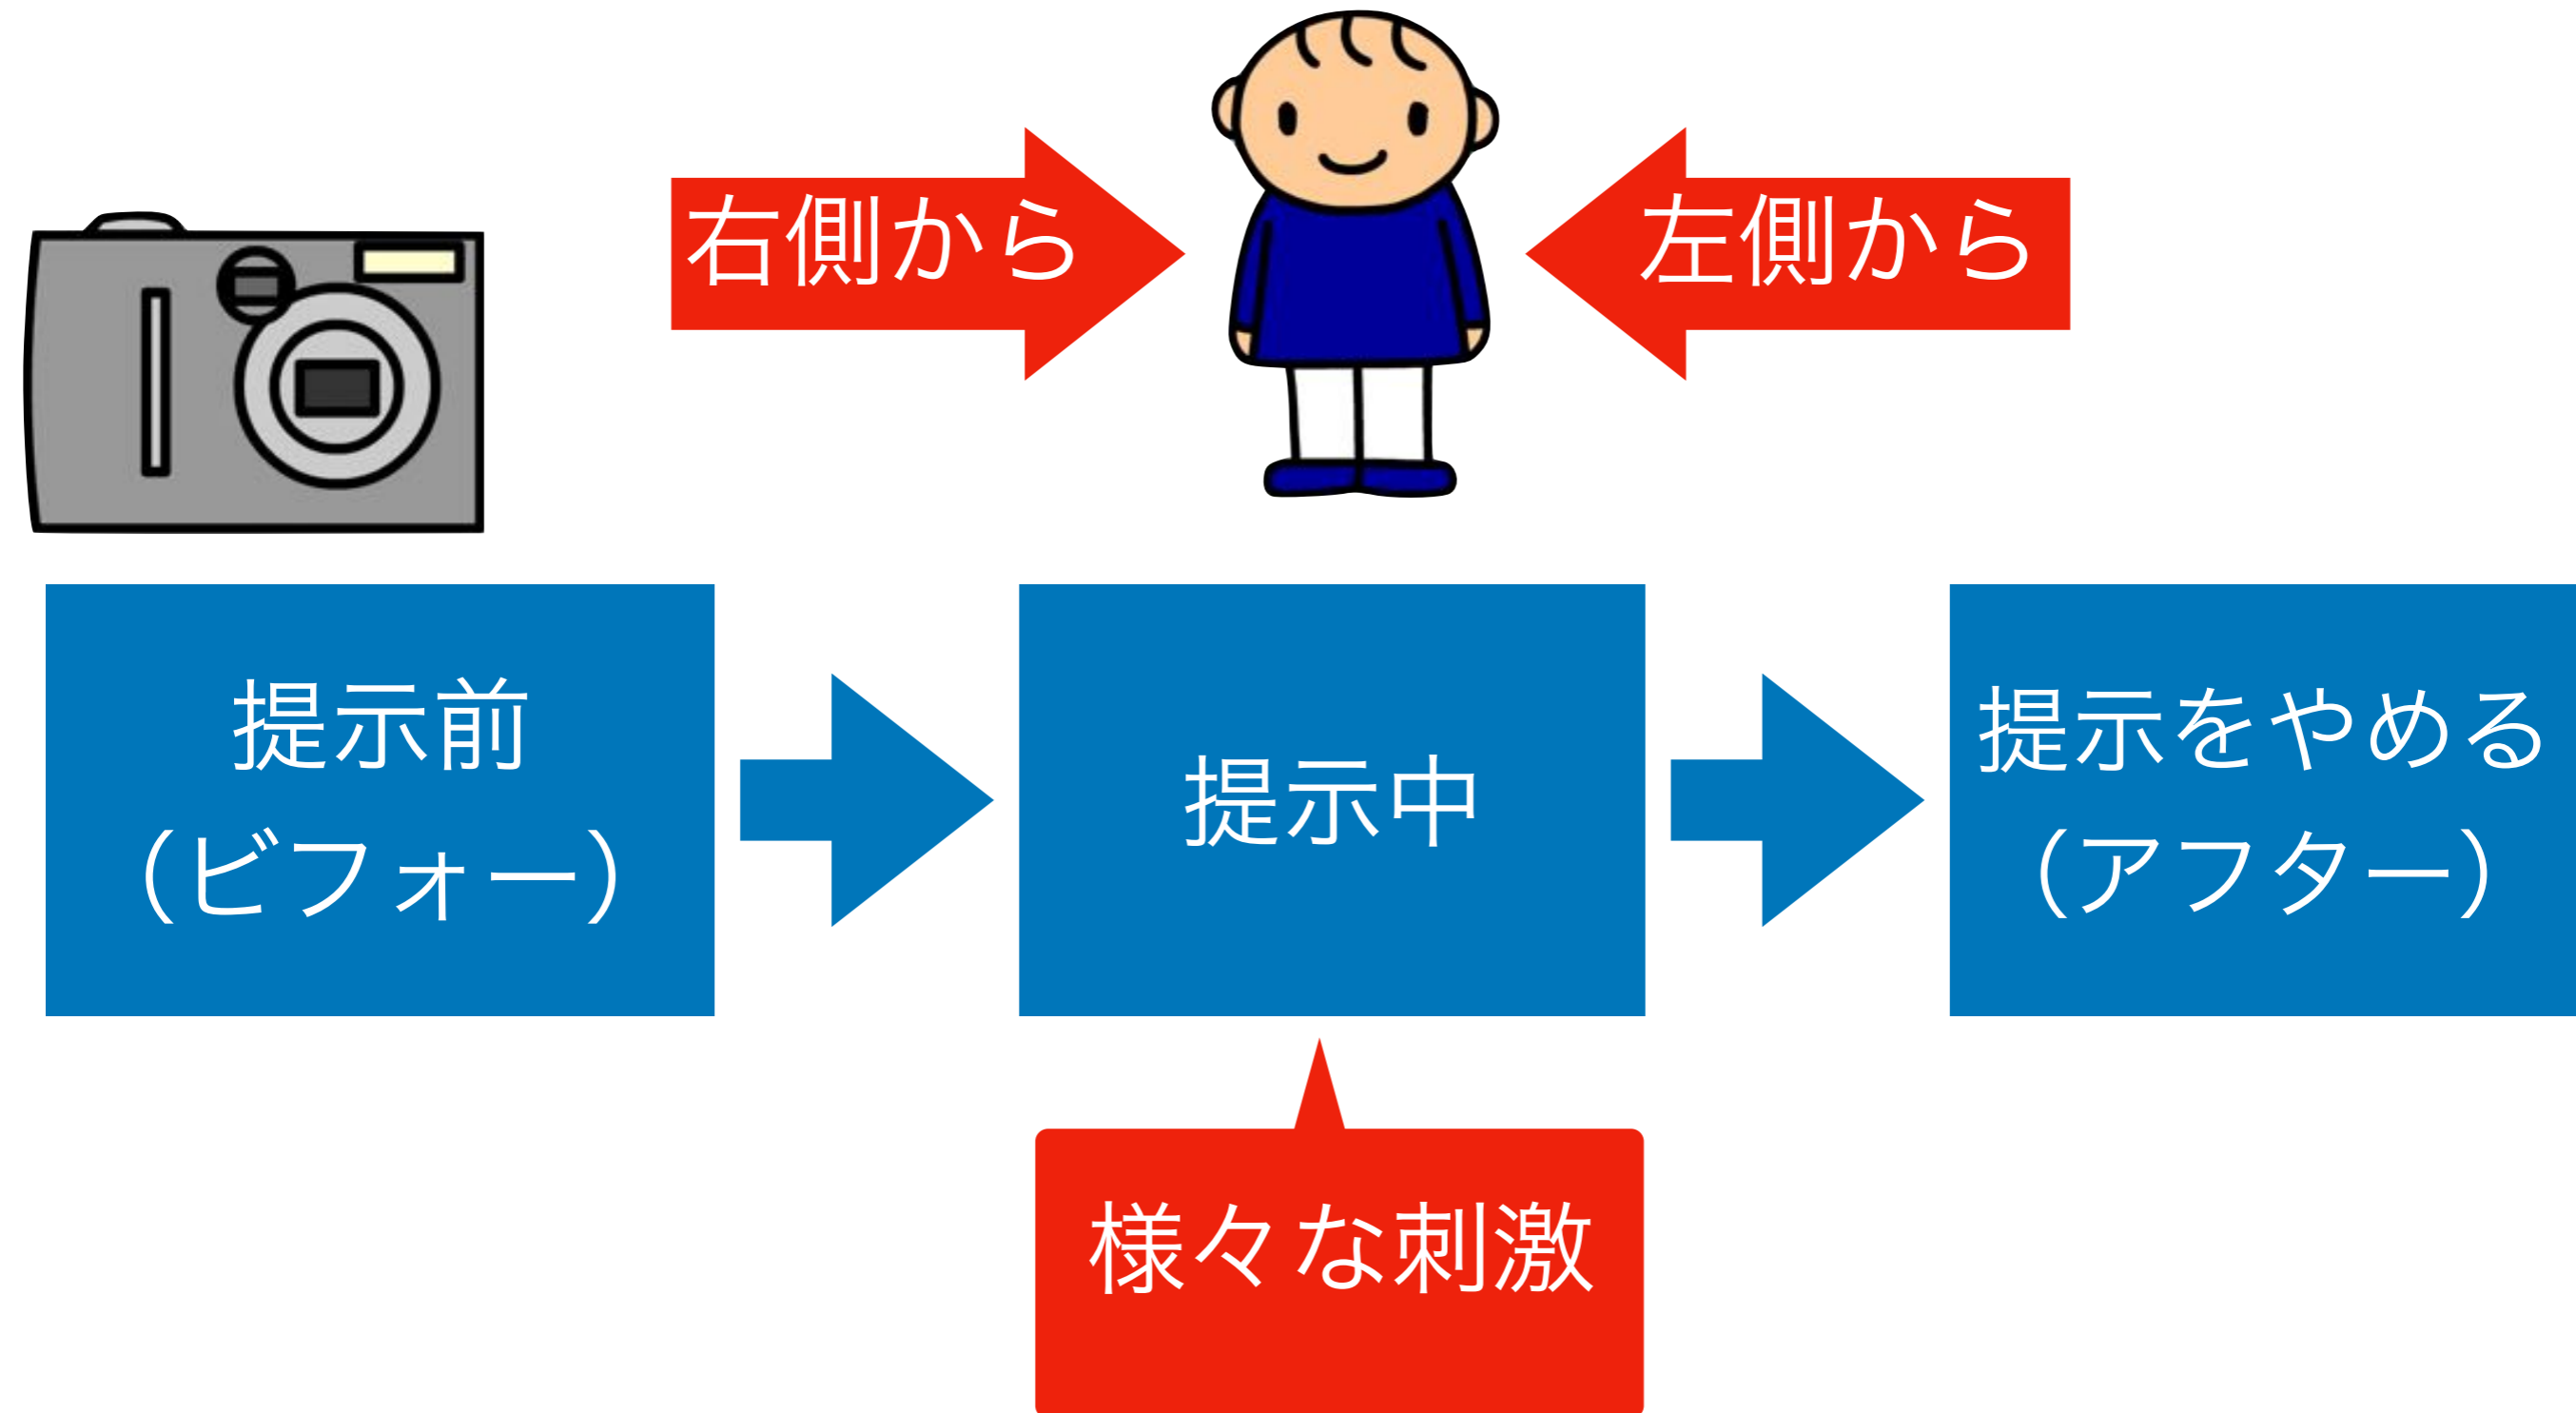 右側から
左側から
提示前
（ビフォー）
提示中
提示をやめる
（アフター）
様々な刺激